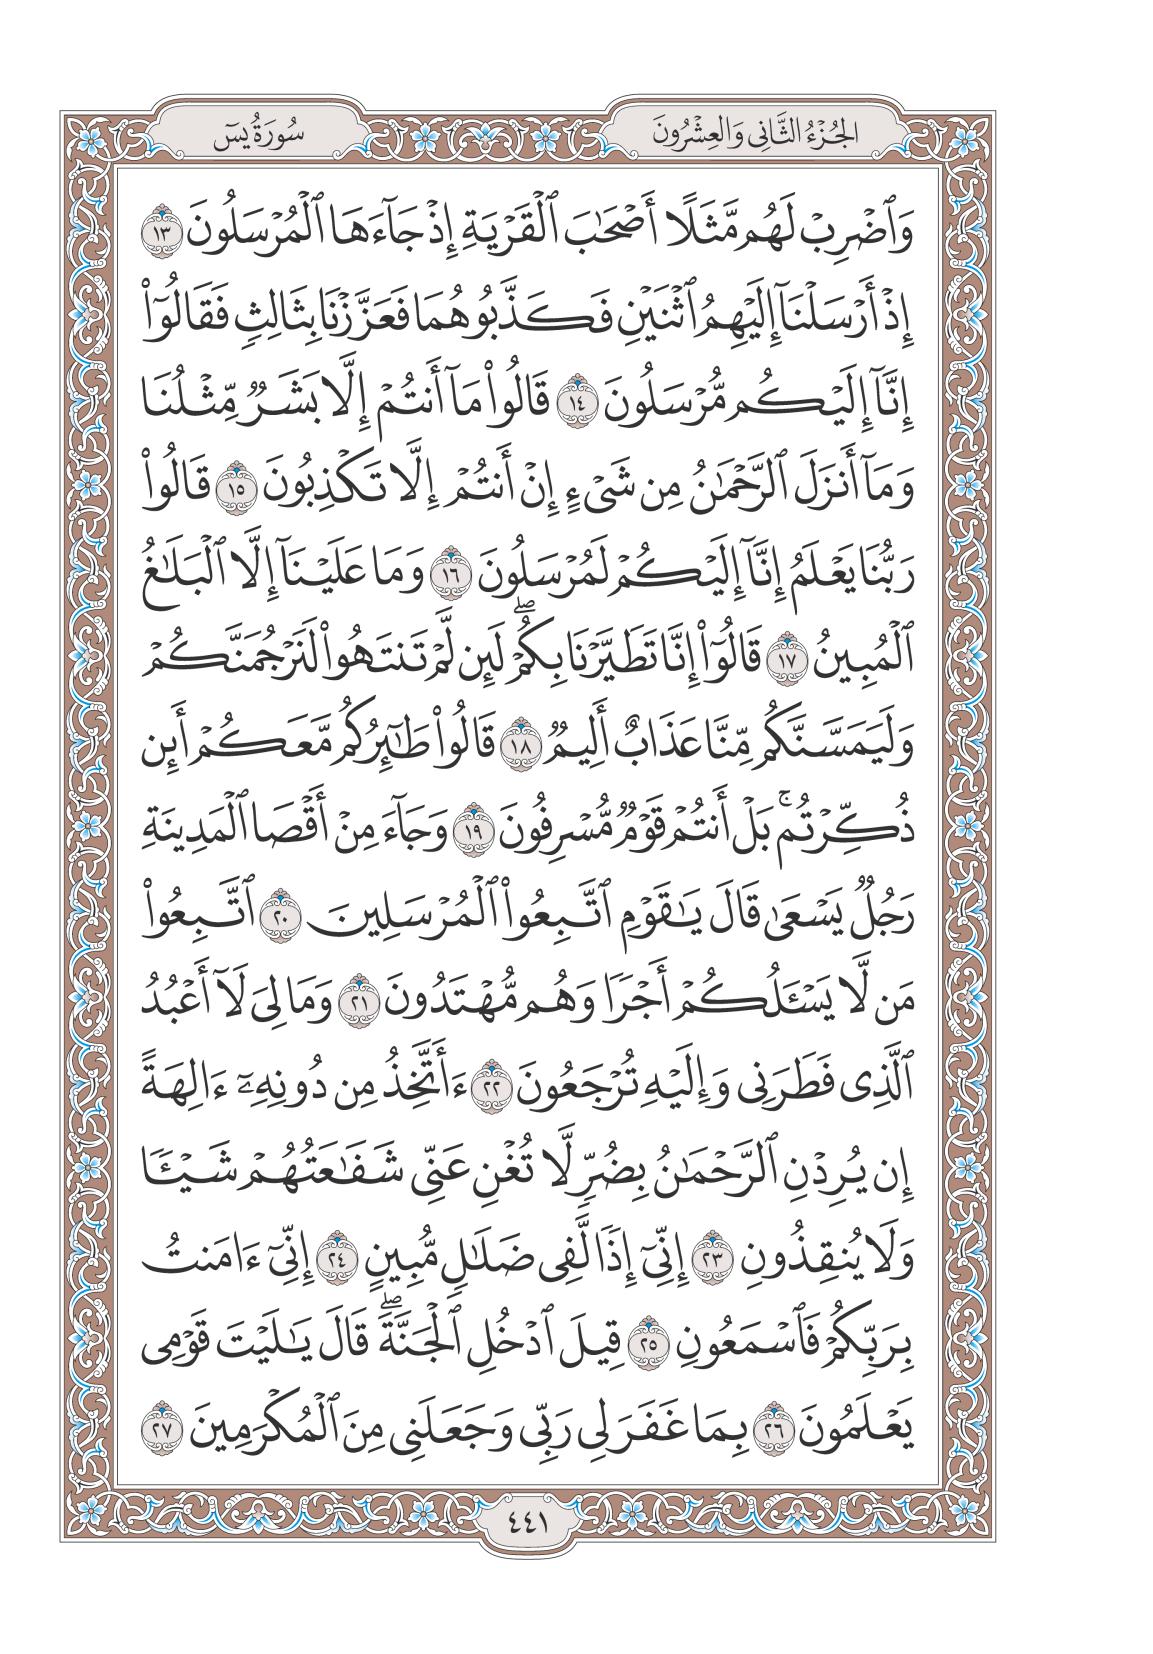 الجُزْءُ الثَّانِي وَالعِشْرُونَ
سُورَةُ يسٓ
وَٱضْرِبْ لَهُم مَّثَلًا أَصْحَٰبَ ٱلْقَرْيَةِ إِذْ جَآءَهَا ٱلْمُرْسَلُونَ ١٣
إِذْ أَرْسَلْنَآ إِلَيْهِمُ ٱثْنَيْنِ فَكَذَّبُوهُمَا فَعَزَّزْنَا بِثَالِثٍ فَقَالُوٓا۟
إِنَّآ إِلَيْكُم مُّرْسَلُونَ ١٤ قَالُوا۟ مَآ أَنتُمْ إِلَّا بَشَرٌ مِّثْلُنَا
وَمَآ أَنزَلَ ٱلرَّحْمَٰنُ مِن شَىْءٍ إِنْ أَنتُمْ إِلَّا تَكْذِبُونَ ١٥ قَالُوا۟
رَبُّنَا يَعْلَمُ إِنَّآ إِلَيْكُمْ لَمُرْسَلُونَ ١٦ وَمَا عَلَيْنَآ إِلَّا ٱلْبَلَٰغُ
ٱلْمُبِينُ ١٧ قَالُوٓا۟ إِنَّا تَطَيَّرْنَا بِكُمْ ۖ لَئِن لَّمْ تَنتَهُوا۟ لَنَرْجُمَنَّكُمْ
وَلَيَمَسَّنَّكُم مِّنَّا عَذَابٌ أَلِيمٌ ١٨ قَالُوا۟ طَٰٓئِرُكُم مَّعَكُمْ أَئِن
ذُكِّرْتُم ۚ بَلْ أَنتُمْ قَوْمٌ مُّسْرِفُونَ ١٩ وَجَآءَ مِنْ أَقْصَا ٱلْمَدِينَةِ
رَجُلٌ يَسْعَىٰ قَالَ يَٰقَوْمِ ٱتَّبِعُوا۟ ٱلْمُرْسَلِينَ ٢٠ ٱتَّبِعُوا۟
مَن لَّا يَسْـَٔلُكُمْ أَجْرًا وَهُم مُّهْتَدُونَ ٢١ وَمَا لِىَ لَآ أَعْبُدُ
ٱلَّذِى فَطَرَنِى وَإِلَيْهِ تُرْجَعُونَ ٢٢ ءَأَتَّخِذُ مِن دُونِهِۦٓ ءَالِهَةً
إِن يُرِدْنِ ٱلرَّحْمَٰنُ بِضُرٍّ لَّا تُغْنِ عَنِّى شَفَٰعَتُهُمْ شَيْـًٔا
وَلَا يُنقِذُونِ ٢٣ إِنِّىٓ إِذًا لَّفِى ضَلَٰلٍ مُّبِينٍ ٢٤ إِنِّىٓ ءَامَنتُ
بِرَبِّكُمْ فَٱسْمَعُونِ ٢٥ قِيلَ ٱدْخُلِ ٱلْجَنَّةَ ۖ قَالَ يَٰلَيْتَ قَوْمِى
يَعْلَمُونَ ٢٦ بِمَا غَفَرَ لِى رَبِّى وَجَعَلَنِى مِنَ ٱلْمُكْرَمِينَ ٢٧
٤٤١